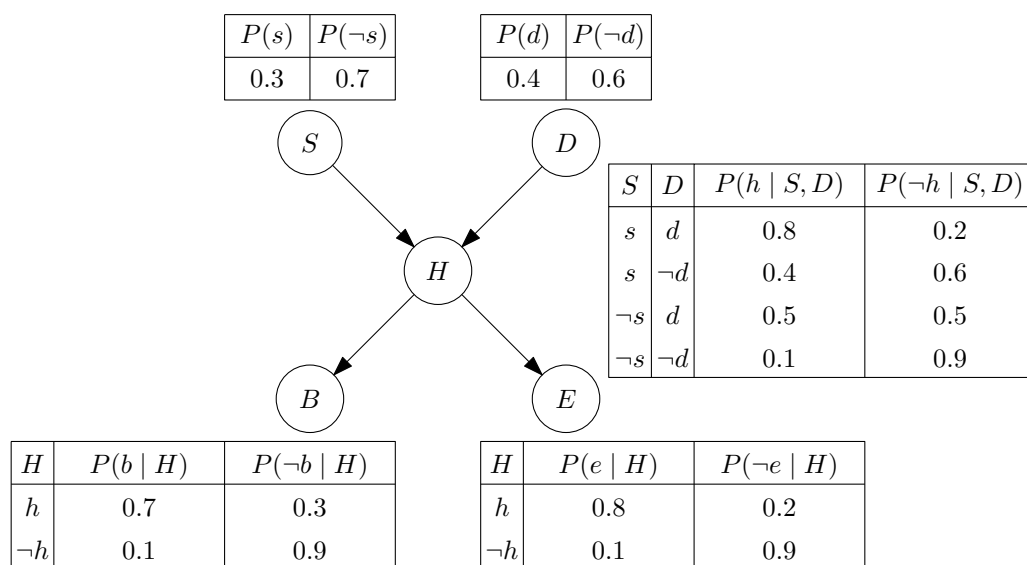 P(s) P(¬s) P(d) P(¬d)
0.3 0.7 0.4 0.6
S D
S D P(h | S, D) P(¬h | S, D)
s d 0.8 0.2
s ¬d 0.4 0.6
¬s d 0.5 0.5
¬s ¬d 0.1 0.9
H
B E
H P(b | H) P(¬b | H)
h 0.7 0.3
¬h 0.1 0.9
H P(e | H) P(¬e | H)
h 0.8 0.2
¬h 0.1 0.9